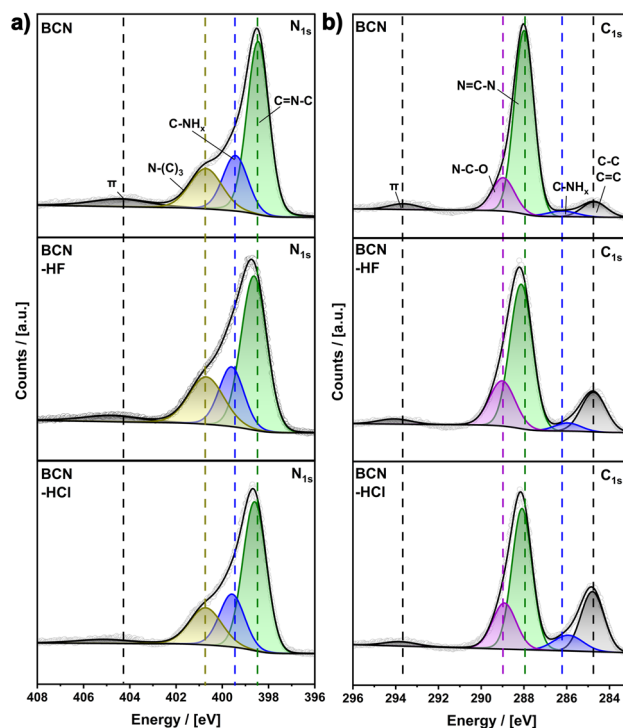 a)
BCN
N1s
C=N-C
C-NHx
N-(C)3
π
BCN
-HF
N1s
BCN
-HCl
N1s
Counts / [a.u.]
408 406 404 402 400 398 396
Energy / [eV]
b)
BCN
C1s
N=C-N
N-C-O
C-C
C=C
C-NHx
π
BCN
-HF
C1s
BCN
-HCl
C1s
Counts / [a.u.]
296 294 292 290 288 286 284
Energy / [eV]